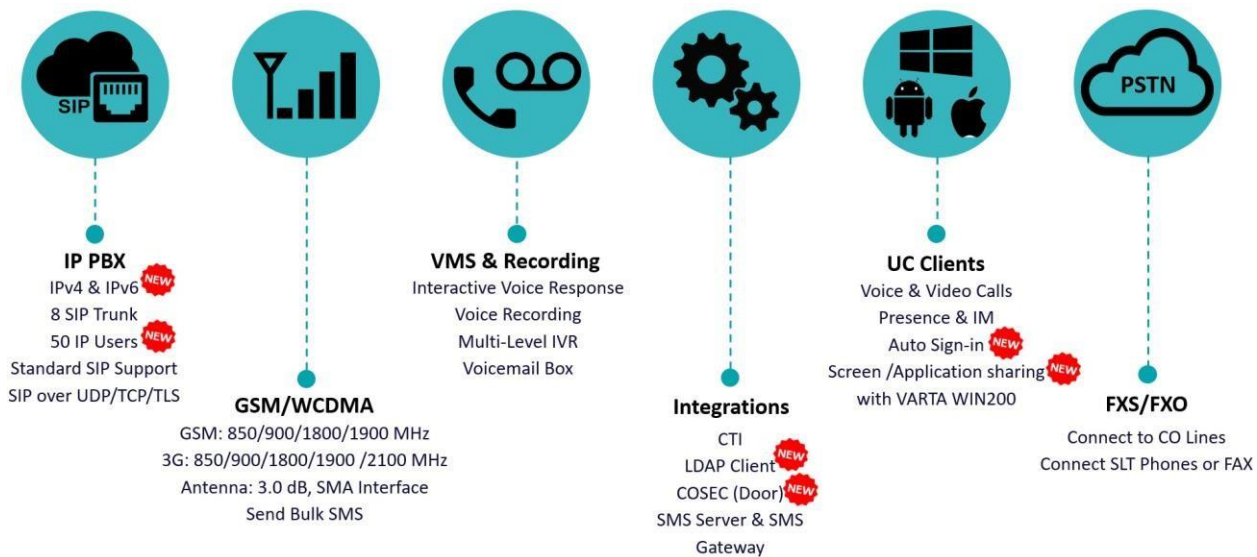 SIP
PSTN
IP PBX
IPv4 & IPv6 NEW
8 SIP Trunk
50 IP Users NEW
Standard SIP Support
SIP over UDP/TCP/TLS
GSM/WCDMA
GSM: 850/900/1800/1900 MHz
3G: 850/900/1800/1900 /2100 MHz
Antenna: 3.0 dB, SMA Interface
Send Bulk SMS
VMS & Recording
Interactive Voice Response
Voice Recording
Multi-Level IVR
Voicemail Box
Integrations
CTI
LDAP Client NEW
COSEC (Door) NEW
SMS Server & SMS
Gateway
UC Clients
Voice & Video Calls
Presence & IM
Auto Sign-in NEW
Screen /Application sharing NEW
with VARTA WIN200
FXS/FXO
Connect to CO Lines
Connect SLT Phones or FAX